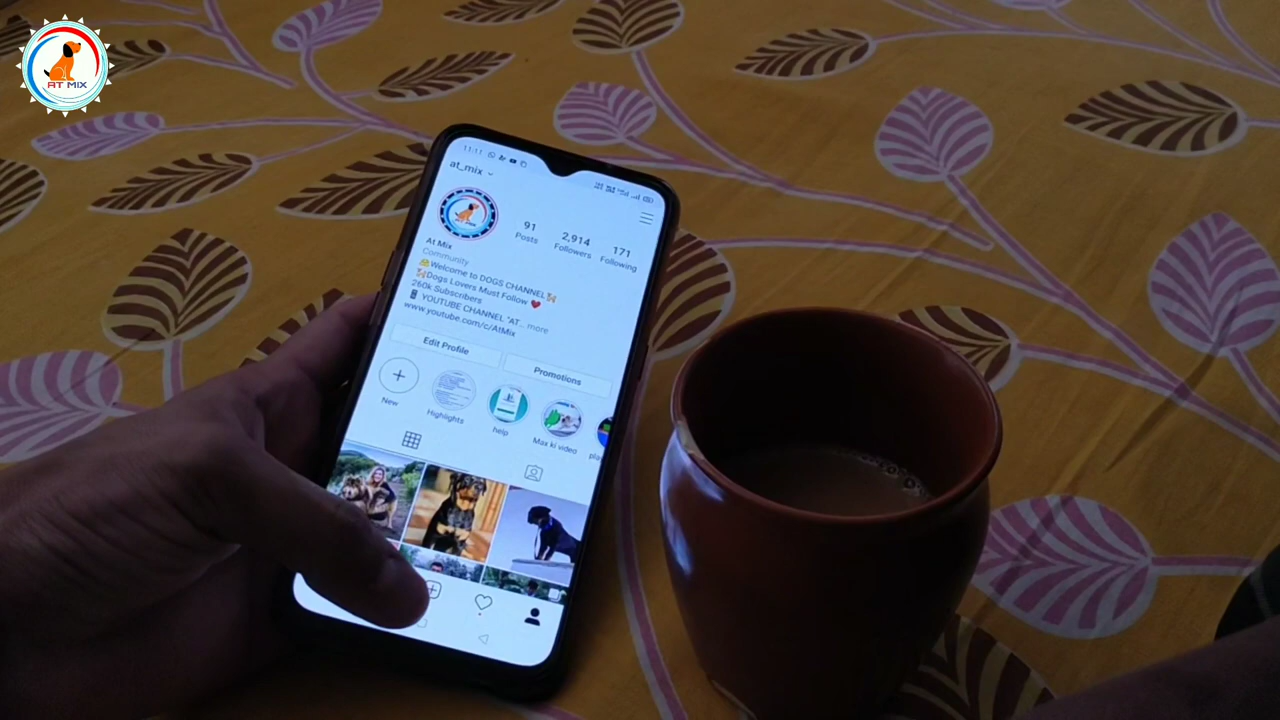 AT MIX
11:11
at_mix
91
Posts
2,914
Followers
171
Following
At Mix
Community
🤗Welcome to DOGS CHANNEL🐕
🐕Dogs Lovers Must Follow ❤️
260k Subscribers
📱 YOUTUBE CHANNEL "AT... more
www.youtube.com/c/AtMix
Edit Profile
Promotions
New
Highlights
help
Max ki video